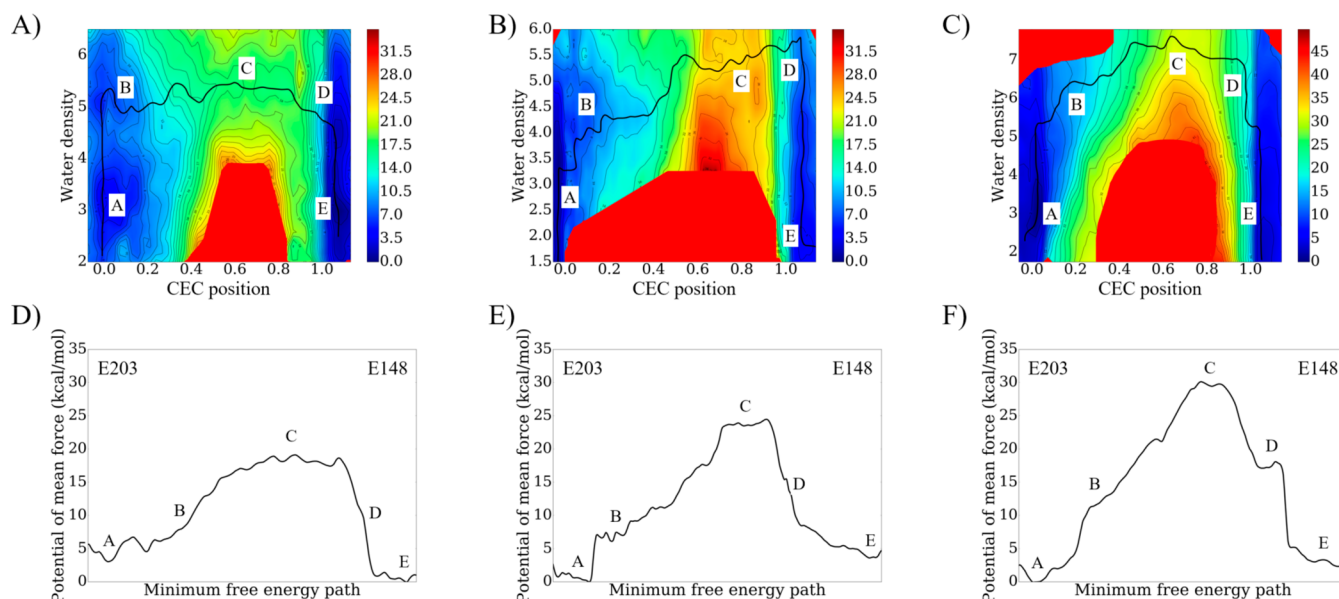 A)
B)
C)
Water density
6
5
4
3
2
A
B
C
D
E
0.0 0.2 0.4 0.6 0.8 1.0
CEC position
31.5
28.0
24.5
21.0
17.5
14.0
10.5
7.0
3.5
0.0
Water density
6.0
5.5
5.0
4.5
4.0
3.5
3.0
2.5
2.0
1.5
A
B
C
D
E
0.0 0.2 0.4 0.6 0.8 1.0
CEC position
31.5
28.0
24.5
21.0
17.5
14.0
10.5
7.0
3.5
0.0
Water density
7
6
5
4
3
2
A
B
C
D
E
0.0 0.2 0.4 0.6 0.8 1.0
CEC position
45
40
35
30
25
20
15
10
5
0
D)
E)
F)
Potential of mean force (kcal/mol)
35
30
25
20
15
10
5
0
E203 E148
A
B
C
D
E
Minimum free energy path
Potential of mean force (kcal/mol)
35
30
25
20
15
10
5
0
E203 E148
A
B
C
D
E
Minimum free energy path
Potential of mean force (kcal/mol)
35
30
25
20
15
10
5
0
E203 E148
A
B
C
D
E
Minimum free energy path